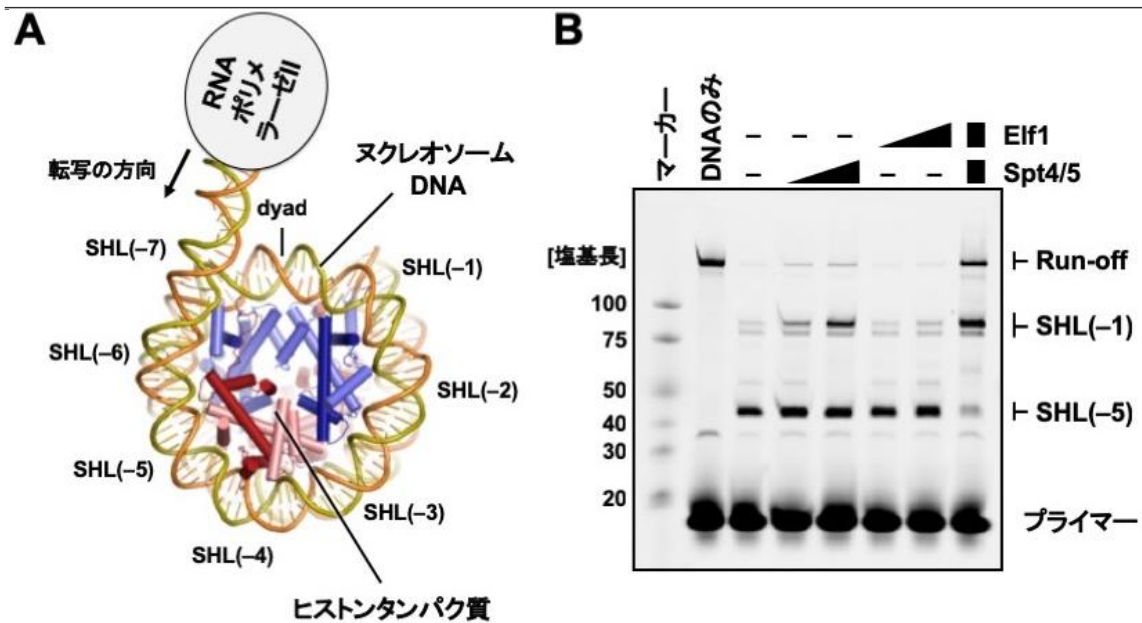 A
RNA
ポリメ
ラーゼII
転写の方向
ヌクレオソーム
DNA
dyad
SHL(–7)
SHL(–1)
SHL(–6)
SHL(–2)
SHL(–5)
SHL(–3)
SHL(–4)
ヒストンタンパク質
B
マーカー
DNAのみ
– – – Elf1
– – – Spt4/5
[塩基長]
100
75
50
40
30
20
Run-off
SHL(–1)
SHL(–5)
プライマー